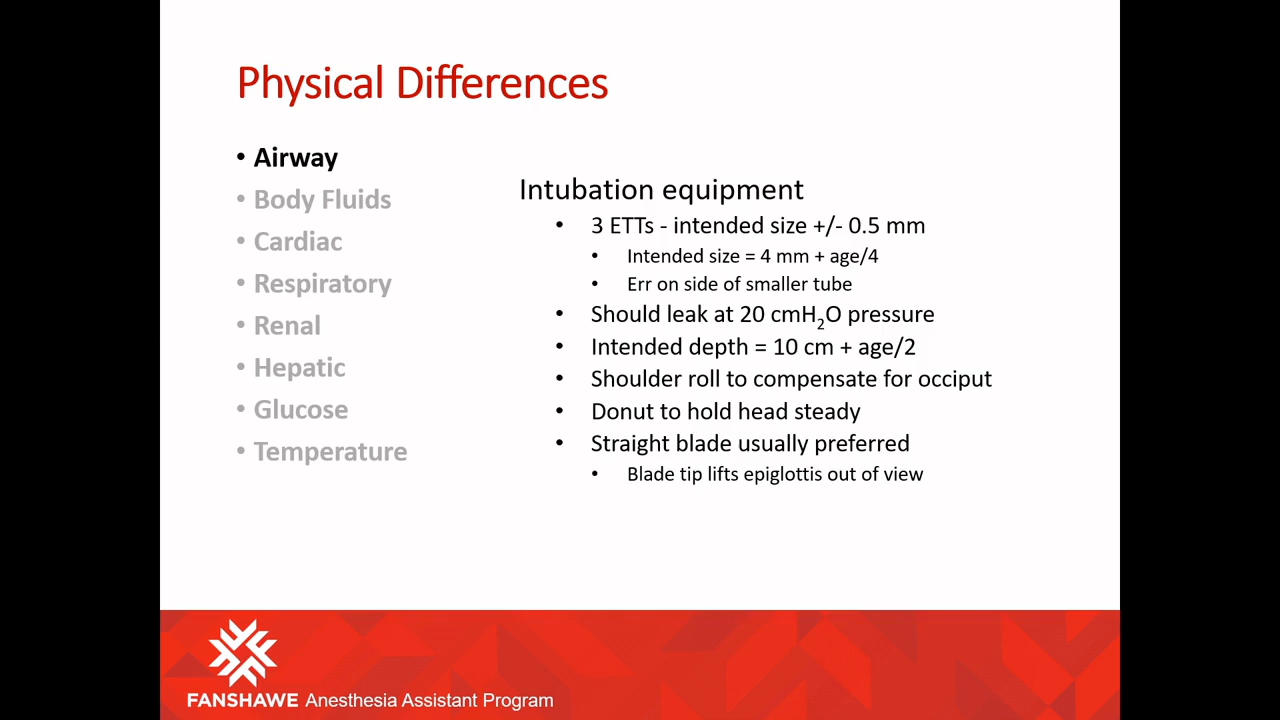 Physical Differences
• Airway
• Body Fluids
• Cardiac
• Respiratory
• Renal
• Hepatic
• Glucose
• Temperature
Intubation equipment
• 3 ETTs - intended size +/- 0.5 mm
• Intended size = 4 mm + age/4
• Err on side of smaller tube
• Should leak at 20 cmH₂O pressure
• Intended depth = 10 cm + age/2
• Shoulder roll to compensate for occiput
• Donut to hold head steady
• Straight blade usually preferred
• Blade tip lifts epiglottis out of view
FANSHAWE Anesthesia Assistant Program